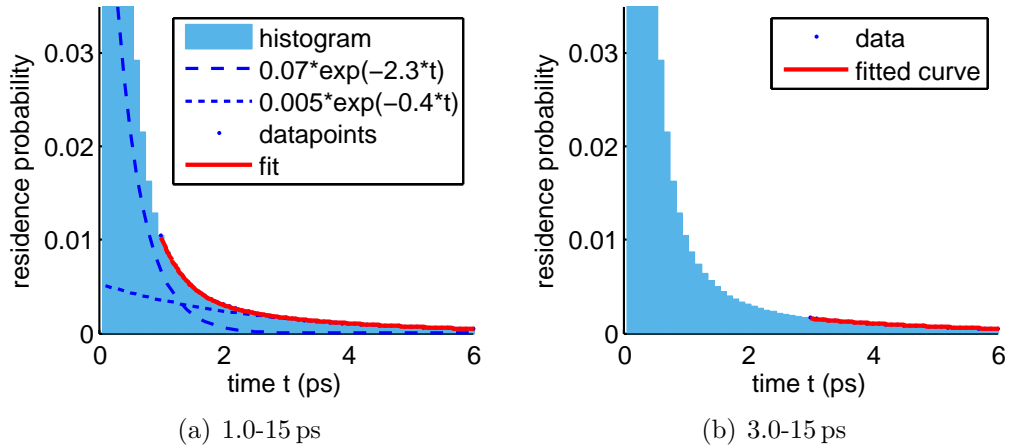 residence probability
0.03
0.02
0.01
0
0
2
4
6
time t (ps)
histogram
0.07*exp(−2.3*t)
0.005*exp(−0.4*t)
datapoints
fit
(a) 1.0-15 ps
residence probability
0.03
0.02
0.01
0
0
2
4
6
time t (ps)
data
fitted curve
(b) 3.0-15 ps